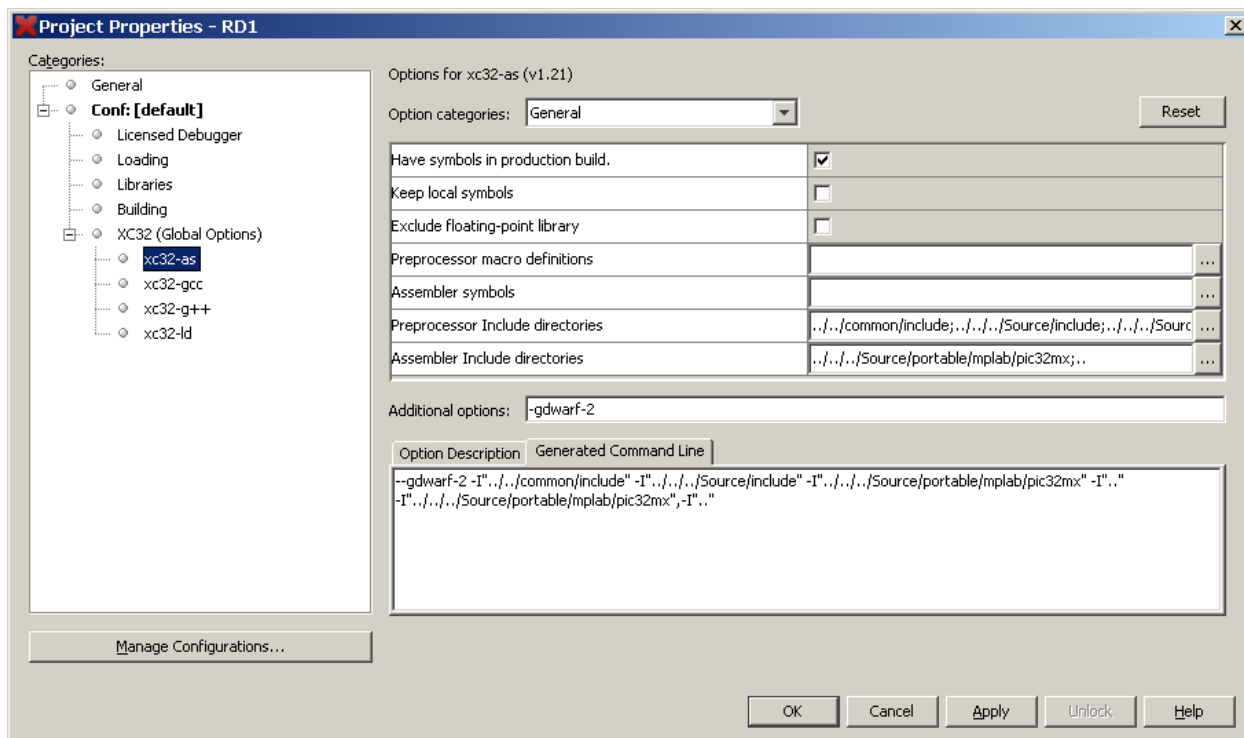 Project Properties - RD1
Categories:
General
Conf: [default]
Licensed Debugger
Loading
Libraries
Building
XC32 (Global Options)
xc32-as
xc32-gcc
xc32-g++
xc32-ld
Manage Configurations...
Options for xc32-as (v1.21)
Option categories: General
Reset
Have symbols in production build.
Keep local symbols
Exclude floating-point library
Preprocessor macro definitions ...
Assembler symbols ...
Preprocessor Include directories ../../common/include;../../../Source/include;../../../Sourc ...
Assembler Include directories ../../../Source/portable/mplab/pic32mx;.. ...
Additional options: -gdwarf-2
Option Description Generated Command Line
--gdwarf-2 -I"../../common/include" -I"../../../Source/include" -I"../../../Source/portable/mplab/pic32mx" -I".."
-I"../../../Source/portable/mplab/pic32mx",-I".."
OK Cancel Apply Unlock Help